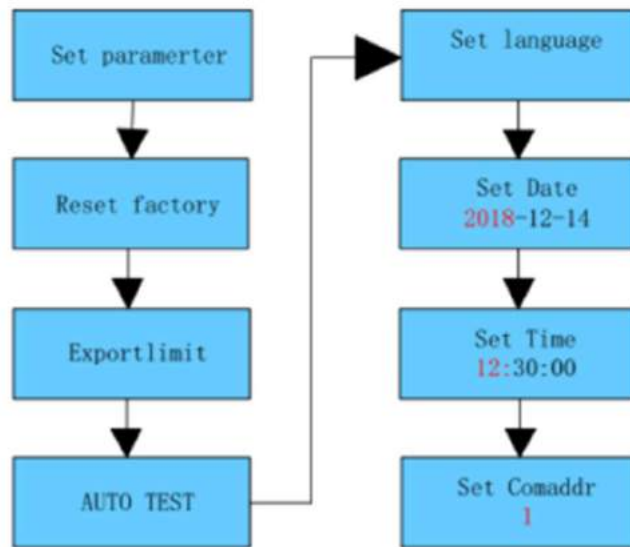 Set paramerter
Reset factory
Exportlimit
AUTO TEST
Set language
Set Date
2018-12-14
Set Time
12:30:00
Set Comaddr
1